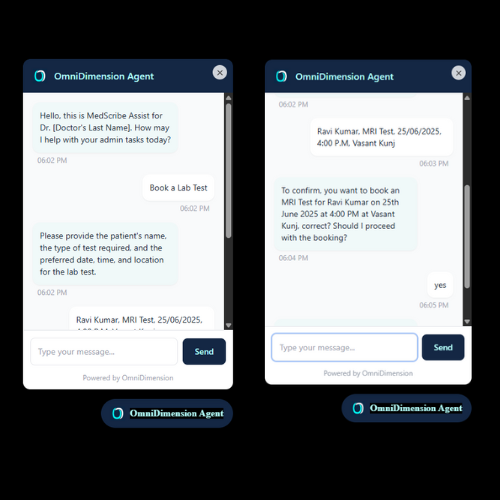 OmniDimension Agent
Hello, this is MedScribe Assist for
Dr. [Doctor's Last Name]. How may
I help with your admin tasks today?
06:02 PM
Book a Lab Test
06:02 PM
Please provide the patient's name,
the type of test required, and the
preferred date, time, and location
for the lab test.
06:02 PM
Ravi Kumar, MRI Test, 25/06/2025,
Type your message...
Send
Powered by OmniDimension
OmniDimension Agent
OmniDimension Agent
06:02 PM
Ravi Kumar, MRI Test, 25/06/2025,
4:00 P.M, Vasant Kunj
06:03 PM
To confirm, you want to book an
MRI Test for Ravi Kumar on 25th
June 2025 at 4:00 PM at Vasant
Kunj, correct? Should I proceed
with the booking?
06:04 PM
yes
06:05 PM
Type your message...
Send
Powered by OmniDimension
OmniDimension Agent